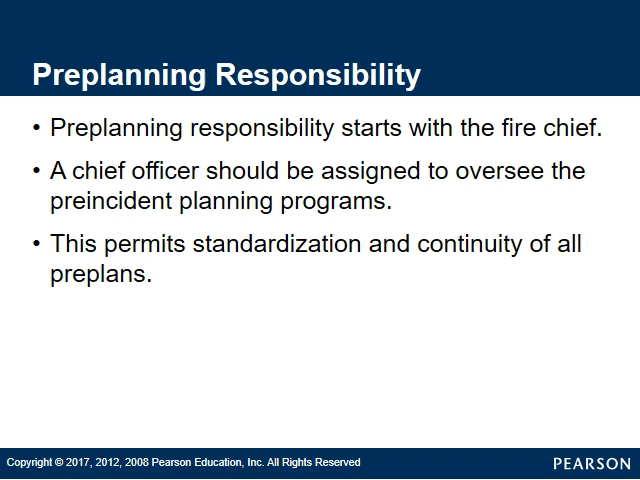 Preplanning Responsibility
• Preplanning responsibility starts with the fire chief.
• A chief officer should be assigned to oversee the
preincident planning programs.
• This permits standardization and continuity of all
preplans.
Copyright © 2017, 2012, 2008 Pearson Education, Inc. All Rights Reserved
PEARSON